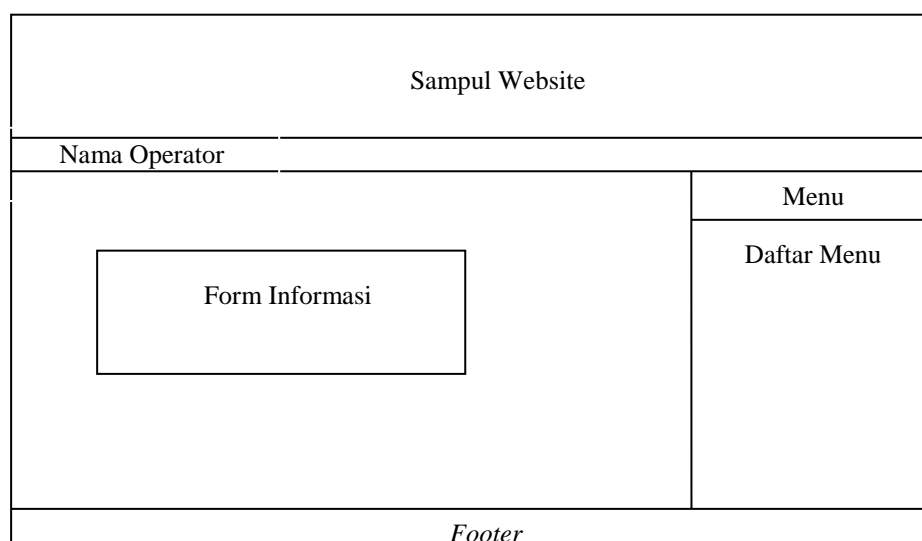 Sampul Website
Nama Operator
Menu
Daftar Menu
Form Informasi
Footer